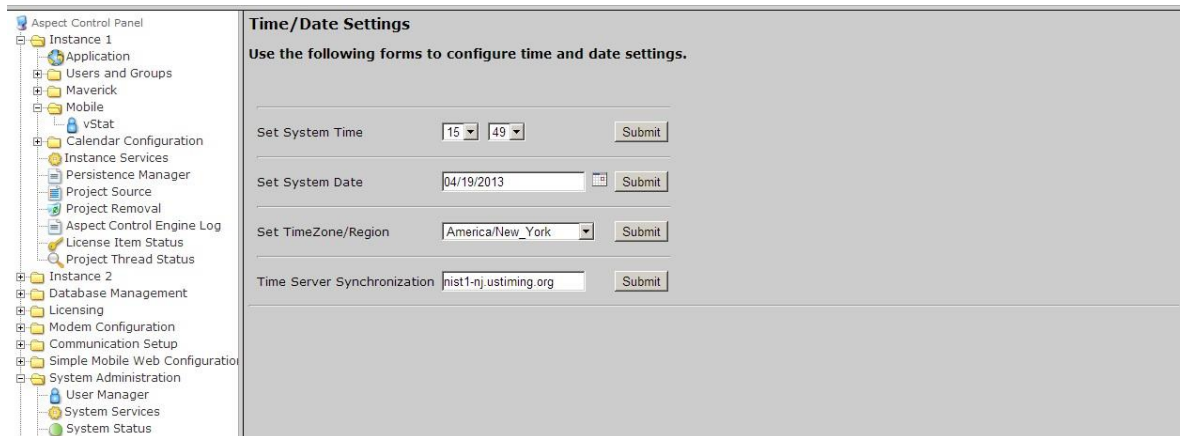 Aspect Control Panel
Instance 1
Application
Users and Groups
Maverick
Mobile
vStat
Calendar Configuration
Instance Services
Persistence Manager
Project Source
Project Removal
Aspect Control Engine Log
License Item Status
Project Thread Status
Instance 2
Database Management
Licensing
Modem Configuration
Communication Setup
Simple Mobile Web Configuratio
System Administration
User Manager
System Services
System Status
Time/Date Settings
Use the following forms to configure time and date settings.
Set System Time 15 49 Submit
Set System Date 04/19/2013 Submit
Set TimeZone/Region America/New_York Submit
Time Server Synchronization nist1-nj.ustiming.org Submit